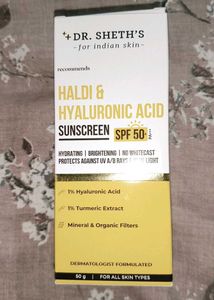 DR. SHETH'S
-for indian skin-
recommends
HALDI &
HYALURONIC ACID
SUNSCREEN SPF 50+
HYDRATING | BRIGHTENING | NO WHITECAST
PROTECTS AGAINST UV A/B RAYS LIGHT
1% Hyaluronic Acid
1% Turmeric Extract
Mineral & Organic Filters
DERMATOLOGIST FORMULATED
50 g | FOR ALL SKIN TYPES